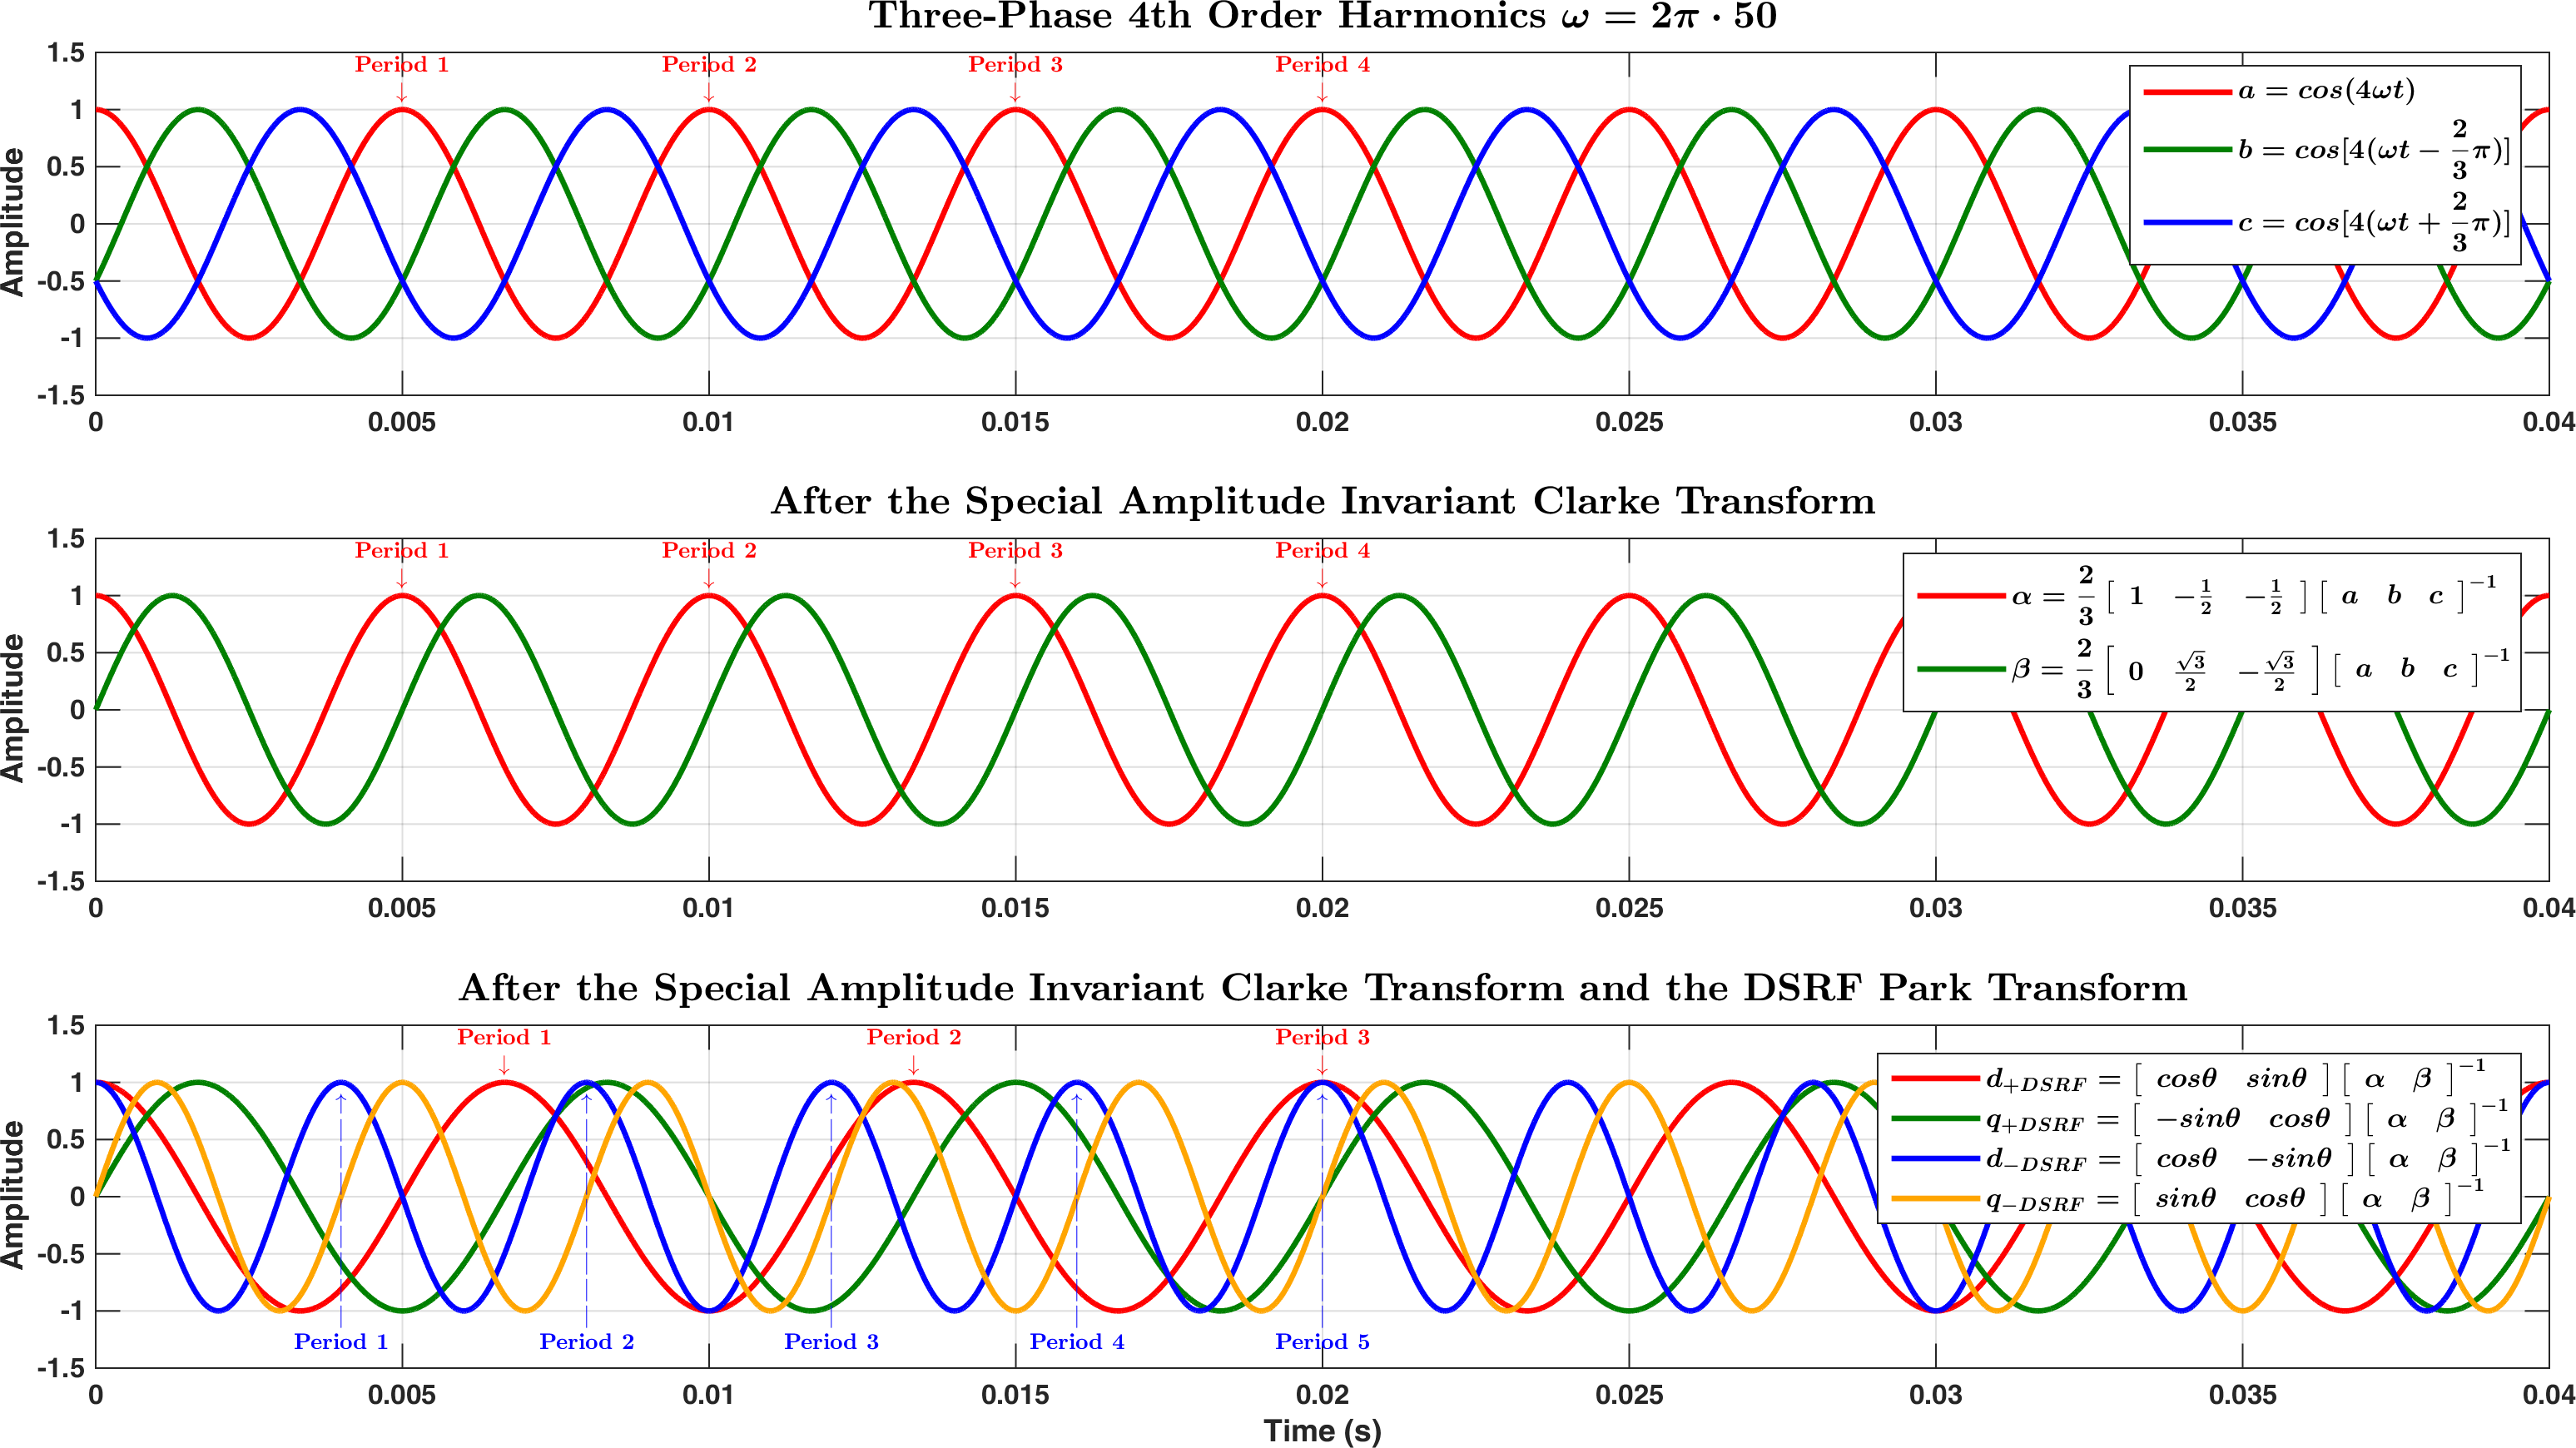 Three-Phase 4th Order Harmonics ω = 2π · 50
1.5
Period 1 Period 2 Period 3 Period 4
1
0.5
0
-0.5
-1
-1.5
Amplitude
a = cos(4ωt)
b = cos[4(ωt − 2/3 π)]
c = cos[4(ωt + 2/3 π)]
0 0.005 0.01 0.015 0.02 0.025 0.03 0.035 0.04
After the Special Amplitude Invariant Clarke Transform
1.5
Period 1 Period 2 Period 3 Period 4
1
0.5
0
-0.5
-1
-1.5
Amplitude
α = 2/3 [ 1 −1/2 −1/2 ] [ a b c ]⁻¹
β = 2/3 [ 0 √3/2 −√3/2 ] [ a b c ]⁻¹
0 0.005 0.01 0.015 0.02 0.025 0.03 0.035 0.04
After the Special Amplitude Invariant Clarke Transform and the DSRF Park Transform
1.5
Period 1 Period 2 Period 3
1
0.5
0
-0.5
-1
-1.5
Amplitude
d+DSRF = [ cosθ sinθ ] [ α β ]⁻¹
q+DSRF = [ −sinθ cosθ ] [ α β ]⁻¹
d−DSRF = [ cosθ −sinθ ] [ α β ]⁻¹
q−DSRF = [ sinθ cosθ ] [ α β ]⁻¹
Period 1 Period 2 Period 3 Period 4 Period 5
0 0.005 0.01 0.015 0.02 0.025 0.03 0.035 0.04
Time (s)